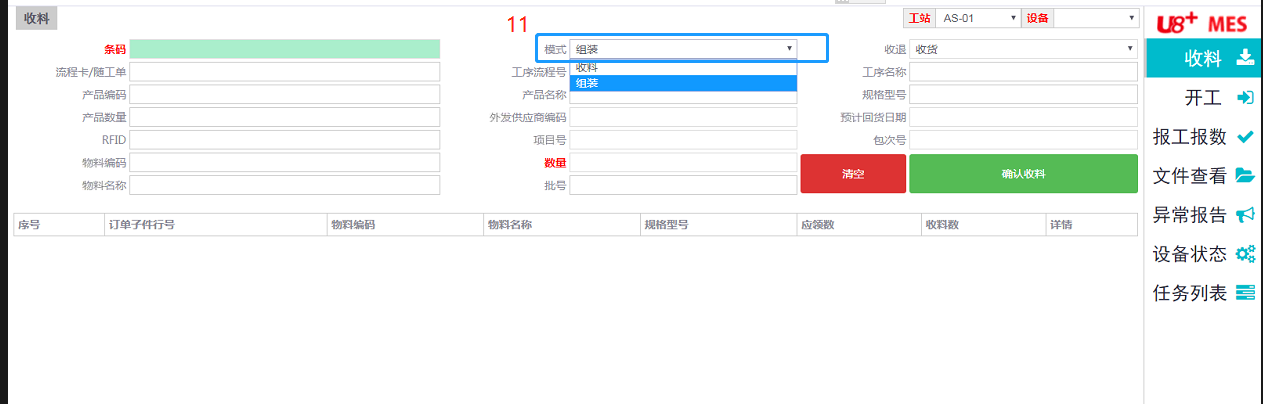 收料
11
工站 AS-01 设备
U8+ MES
条码 模式 组装 收退 收货
收料
组装
流程卡/随工单 工序流程号 工序名称
产品编码 产品名称 规格型号
产品数量 外发供应商编码 预计回货日期
RFID 项目号 包次号
物料编码 数量 清空 确认收料
物料名称 批号
序号 订单子件行号 物料编码 物料名称 规格型号 应领数 收料数 详情
收料
开工
报工报数
文件查看
异常报告
设备状态
任务列表